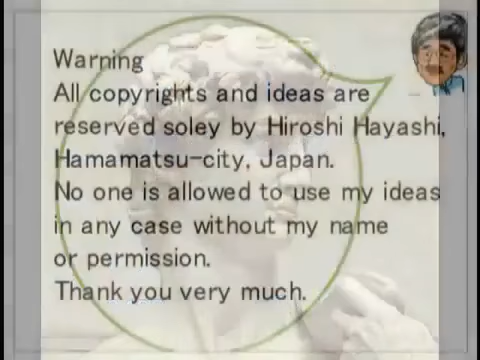 Warning
All copyrights and ideas are
reserved soley by Hiroshi Hayashi,
Hamamatsu-city, Japan.
No one is allowed to use my ideas
in any case without my name
or permission.
Thank you very much.